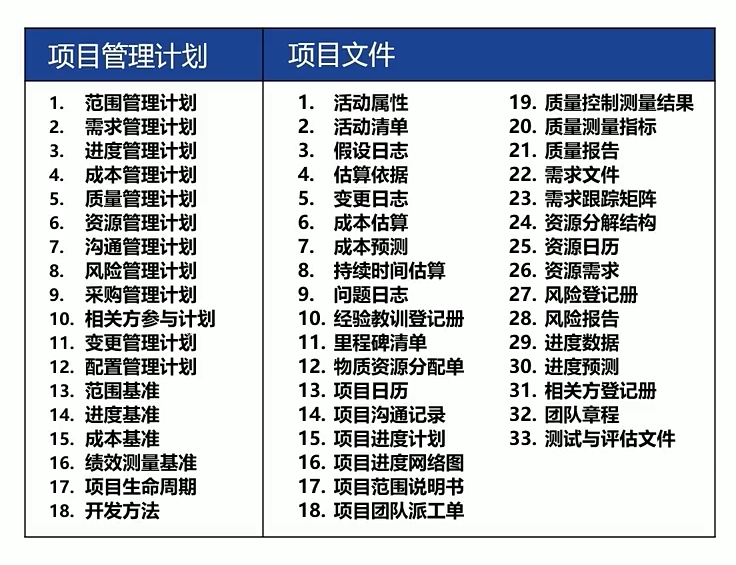 项目管理计划
1. 范围管理计划
2. 需求管理计划
3. 进度管理计划
4. 成本管理计划
5. 质量管理计划
6. 资源管理计划
7. 沟通管理计划
8. 风险管理计划
9. 采购管理计划
10. 相关方参与计划
11. 变更管理计划
12. 配置管理计划
13. 范围基准
14. 进度基准
15. 成本基准
16. 绩效测量基准
17. 项目生命周期
18. 开发方法
项目文件
1. 活动属性
2. 活动清单
3. 假设日志
4. 估算依据
5. 变更日志
6. 成本估算
7. 成本预测
8. 持续时间估算
9. 问题日志
10. 经验教训登记册
11. 里程碑清单
12. 物质资源分配单
13. 项目日历
14. 项目沟通记录
15. 项目进度计划
16. 项目进度网络图
17. 项目范围说明书
18. 项目团队派工单
19. 质量控制测量结果
20. 质量测量指标
21. 质量报告
22. 需求文件
23. 需求跟踪矩阵
24. 资源分解结构
25. 资源日历
26. 资源需求
27. 风险登记册
28. 风险报告
29. 进度数据
30. 进度预测
31. 相关方登记册
32. 团队章程
33. 测试与评估文件